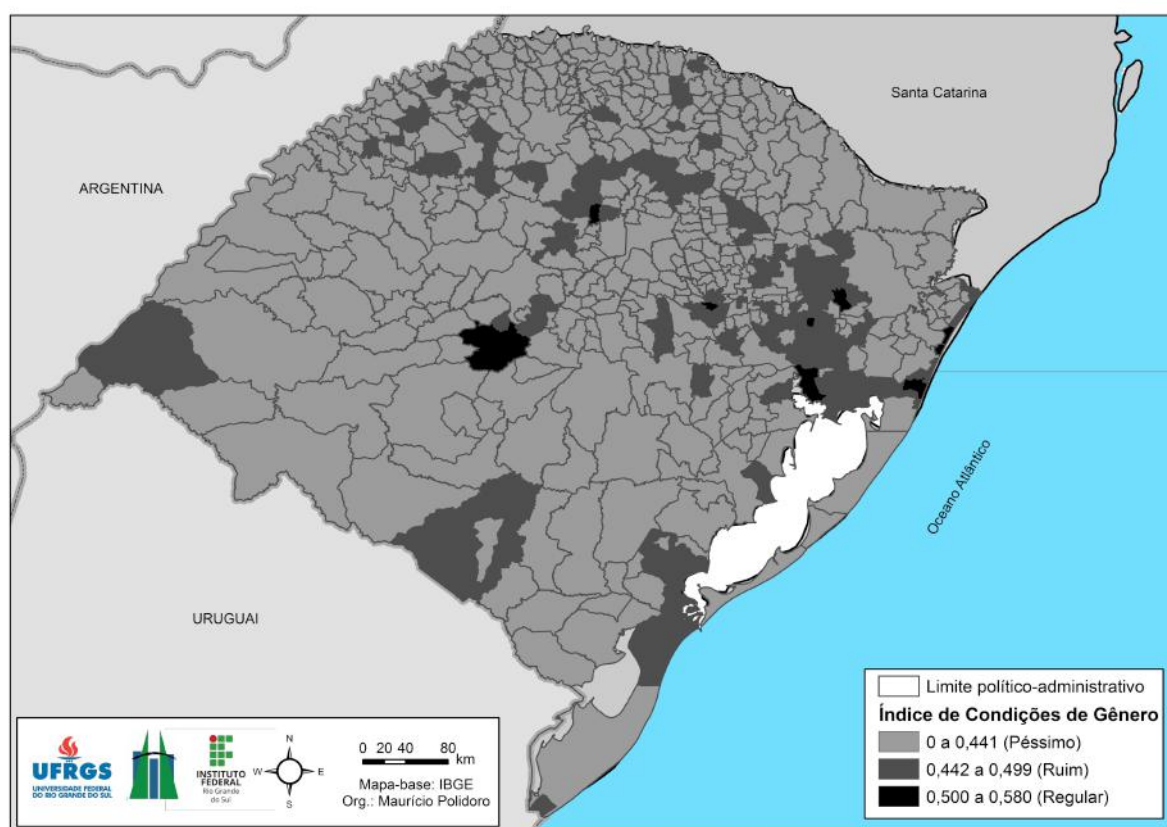 Santa Catarina
ARGENTINA
Oceano Atlântico
URUGUAI
UFRGS
UNIVERSIDADE FEDERAL
DO RIO GRANDE DO SUL
INSTITUTO
FEDERAL
Rio Grande
do Sul
N
W
E
S
0 20 40 80
km
Mapa-base: IBGE
Org.: Maurício Polidoro
Limite político-administrativo
Índice de Condições de Gênero
0 a 0,441 (Péssimo)
0,442 a 0,499 (Ruim)
0,500 a 0,580 (Regular)